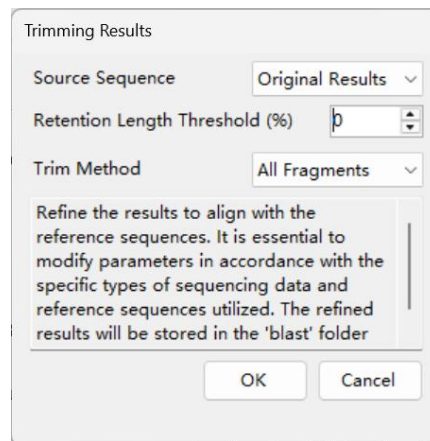 Trimming Results
Source Sequence Original Results
Retention Length Threshold (%) 0
Trim Method All Fragments
Refine the results to align with the
reference sequences. It is essential to
modify parameters in accordance with the
specific types of sequencing data and
reference sequences utilized. The refined
results will be stored in the 'blast' folder
OK Cancel